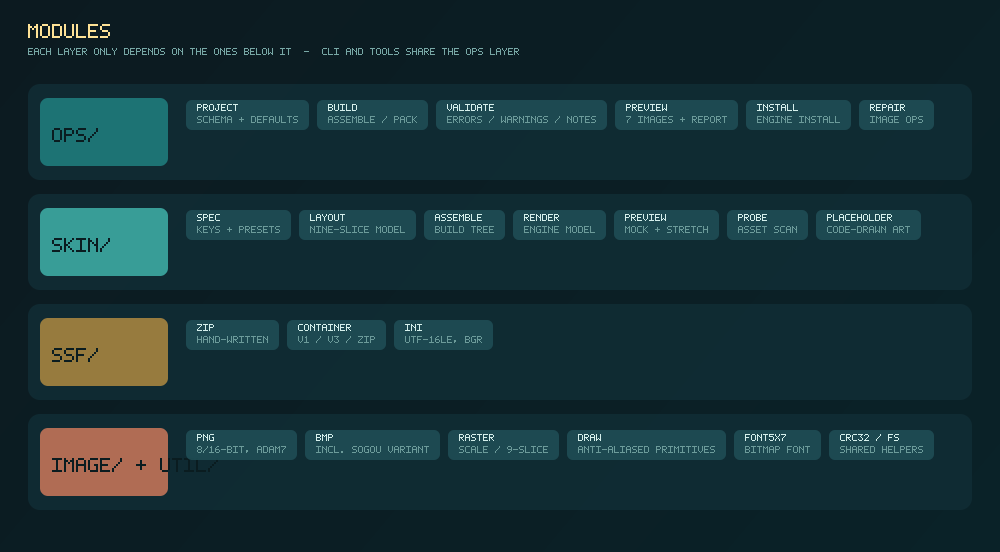 MODULES
EACH LAYER ONLY DEPENDS ON THE ONES BELOW IT – CLI AND TOOLS SHARE THE OPS LAYER
OPS/
PROJECT
SCHEMA + DEFAULTS
BUILD
ASSEMBLE / PACK
VALIDATE
ERRORS / WARNINGS / NOTES
PREVIEW
7 IMAGES + REPORT
INSTALL
ENGINE INSTALL
REPAIR
IMAGE OPS
SKIN/
SPEC
KEYS + PRESETS
LAYOUT
NINE-SLICE MODEL
ASSEMBLE
BUILD TREE
RENDER
ENGINE MODEL
PREVIEW
MOCK + STRETCH
PROBE
ASSET SCAN
PLACEHOLDER
CODE-DRAWN ART
SSF/
ZIP
HAND-WRITTEN
CONTAINER
V1 / V3 / ZIP
INI
UTF-16LE, BGR
IMAGE/ + UTIL/
PNG
8/16-BIT, ADAM7
BMP
INCL. SOGOU VARIANT
RASTER
SCALE / 9-SLICE
DRAW
ANTI-ALIASED PRIMITIVES
FONT5X7
BITMAP FONT
CRC32 / FS
SHARED HELPERS